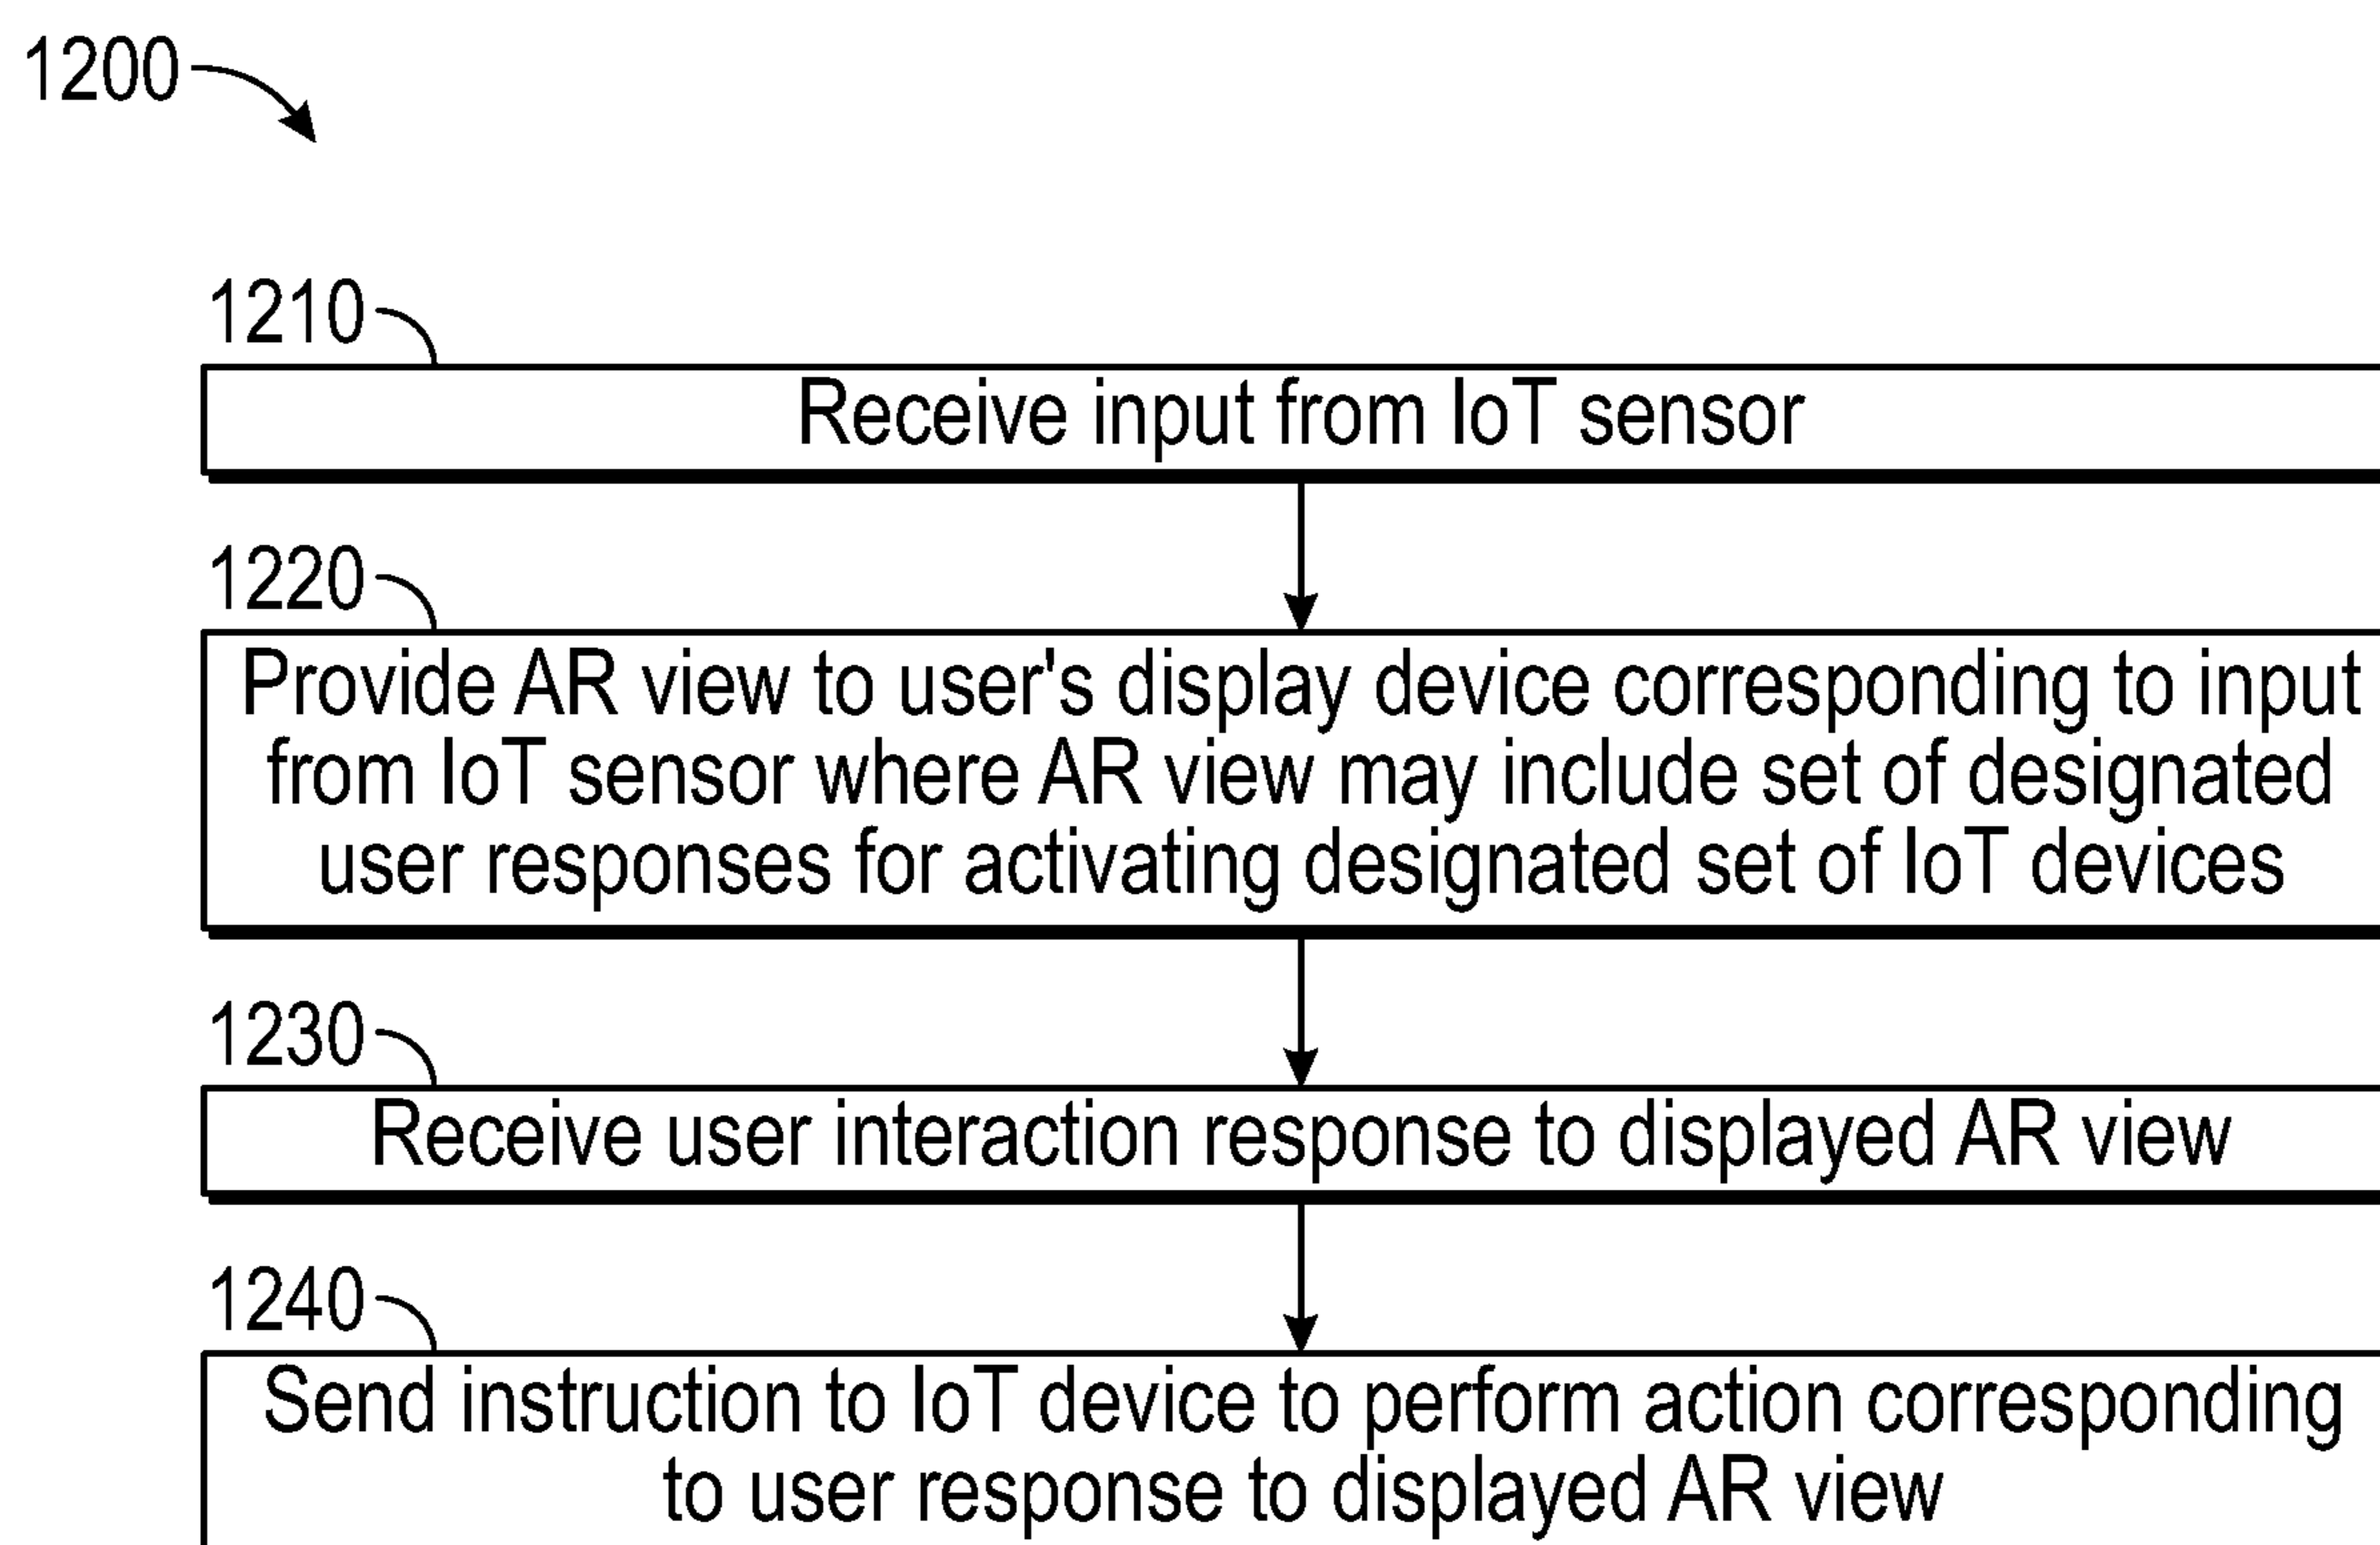 1200
1210
Receive input from IoT sensor
1220
Provide AR view to user's display device corresponding to input
from IoT sensor where AR view may include set of designated
user responses for activating designated set of IoT devices
1230
Receive user interaction response to displayed AR view
1240
Send instruction to IoT device to perform action corresponding
to user response to displayed AR view